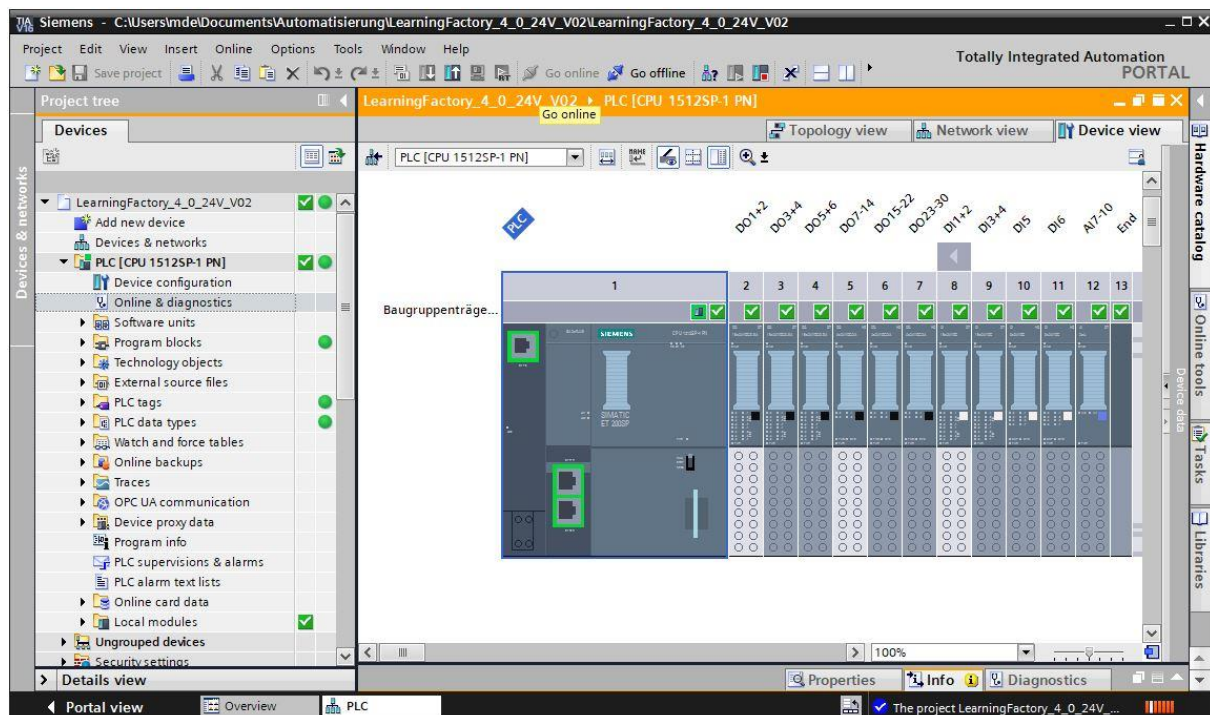 TIA V16 Siemens - C:\Users\mde\Documents\Automatisierung\LearningFactory_4_0_24V_V02\LearningFactory_4_0_24V_V02
Project Edit View Insert Online Options Tools Window Help
Totally Integrated Automation
PORTAL
Save project Go online Go offline
Project tree
LearningFactory_4_0_24V_V02 PLC [CPU 1512SP-1 PN]
Go online
Devices
Topology view Network view Device view
PLC [CPU 1512SP-1 PN]
Devices & networks
LearningFactory_4_0_24V_V02
Add new device
Devices & networks
PLC [CPU 1512SP-1 PN]
Device configuration
Online & diagnostics
Software units
Program blocks
Technology objects
External source files
PLC tags
PLC data types
Watch and force tables
Online backups
Traces
OPC UA communication
Device proxy data
Program info
PLC supervisions & alarms
PLC alarm text lists
Online card data
Local modules
Ungrouped devices
Security settings
Details view
PLC DO1+2 DO3+4 DO5+6 DO7-14 DO15-22 DO23-30 DI1+2 DI3+4 DI5 DI6 AI7-10 End
1 2 3 4 5 6 7 8 9 10 11 12 13
Baugruppenträge...
SIEMENS
SIMATIC
ET 200SP
Device data
100%
Properties Info Diagnostics
Hardware catalog
Online tools
Tasks
Libraries
Portal view Overview PLC
The project LearningFactory_4_0_24V_...